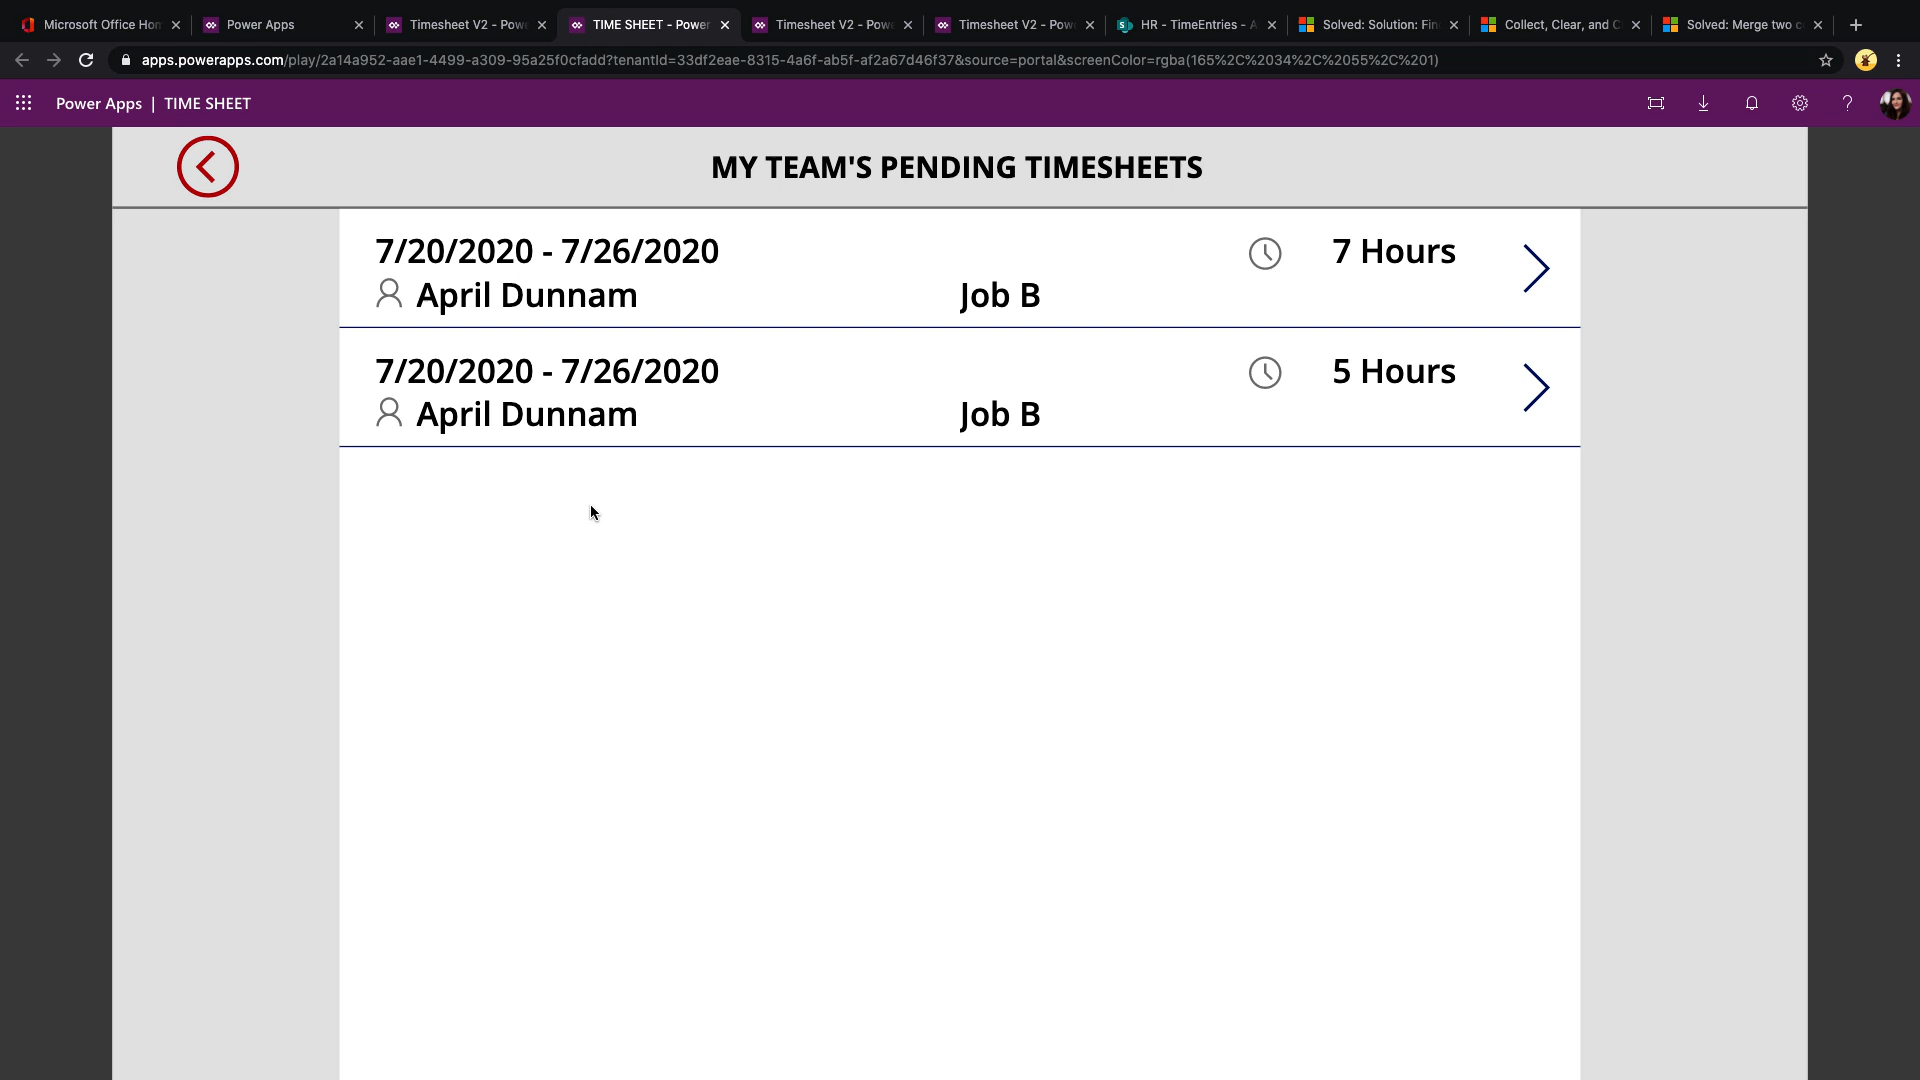 Microsoft Office Hon
Power Apps
Timesheet V2 - Pow
TIME SHEET - Power
Timesheet V2 - Pow
Timesheet V2 - Pow
HR - TimeEntries - A
Solved: Solution: Fin
Collect, Clear, and C
Solved: Merge two c
apps.powerapps.com/play/2a14a952-aae1-4499-a309-95a25f0cfadd?tenantId=33df2eae-8315-4a6f-ab5f-af2a67d46f37&source=portal&screenColor=rgba(165%2C%2034%2C%2055%2C%201)
Power Apps | TIME SHEET
MY TEAM'S PENDING TIMESHEETS
7/20/2020 - 7/26/2020 7 Hours
April Dunnam Job B
7/20/2020 - 7/26/2020 5 Hours
April Dunnam Job B